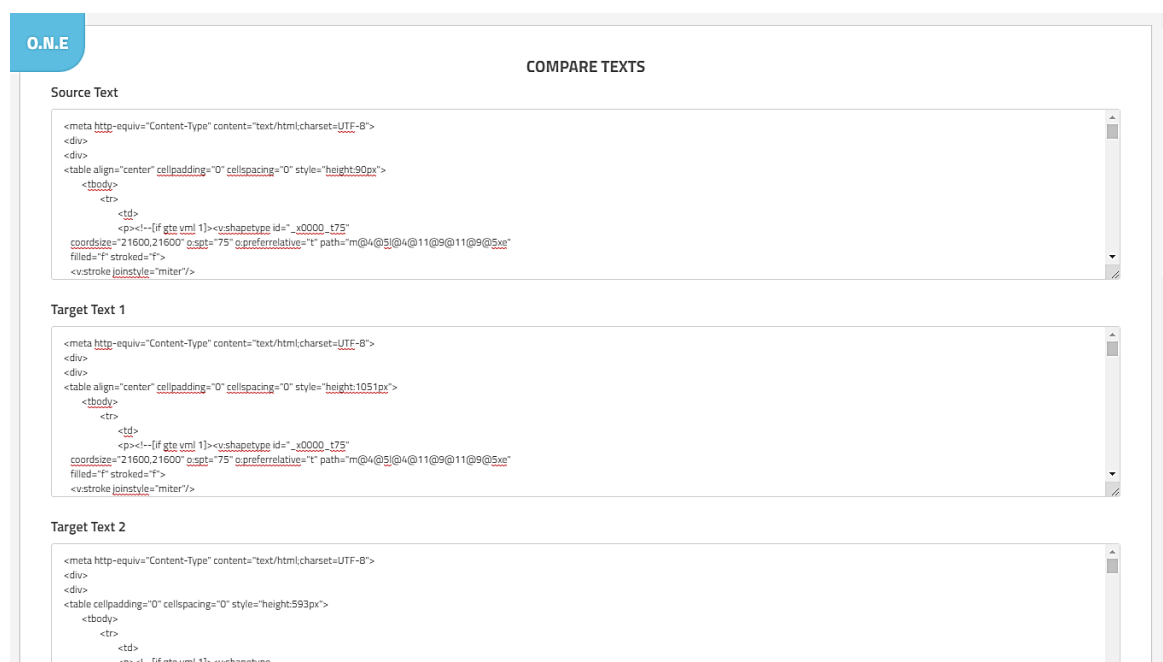 O.N.E
COMPARE TEXTS
Source Text
<meta http-equiv="Content-Type" content="text/html;charset=UTF-8">
<div>
<div>
<table align="center" cellpadding="0" cellspacing="0" style="height:90px">
<tbody>
<tr>
<td>
<p><!--[if gte vml 1]><v:shapetype id="_x0000_t75"
coordsize="21600,21600" o:spt="75" o:preferrelative="t" path="m@4@5l@4@11@9@11@9@5xe"
filled="f" stroked="f">
<v:stroke joinstyle="miter"/>
Target Text 1
<meta http-equiv="Content-Type" content="text/html;charset=UTF-8">
<div>
<div>
<table align="center" cellpadding="0" cellspacing="0" style="height:1051px">
<tbody>
<tr>
<td>
<p><!--[if gte vml 1]><v:shapetype id="_x0000_t75"
coordsize="21600,21600" o:spt="75" o:preferrelative="t" path="m@4@5l@4@11@9@11@9@5xe"
filled="f" stroked="f">
<v:stroke joinstyle="miter"/>
Target Text 2
<meta http-equiv="Content-Type" content="text/html;charset=UTF-8">
<div>
<div>
<table cellpadding="0" cellspacing="0" style="height:593px">
<tbody>
<tr>
<td>
<p><!--[if gte vml 1]><v:shapetype